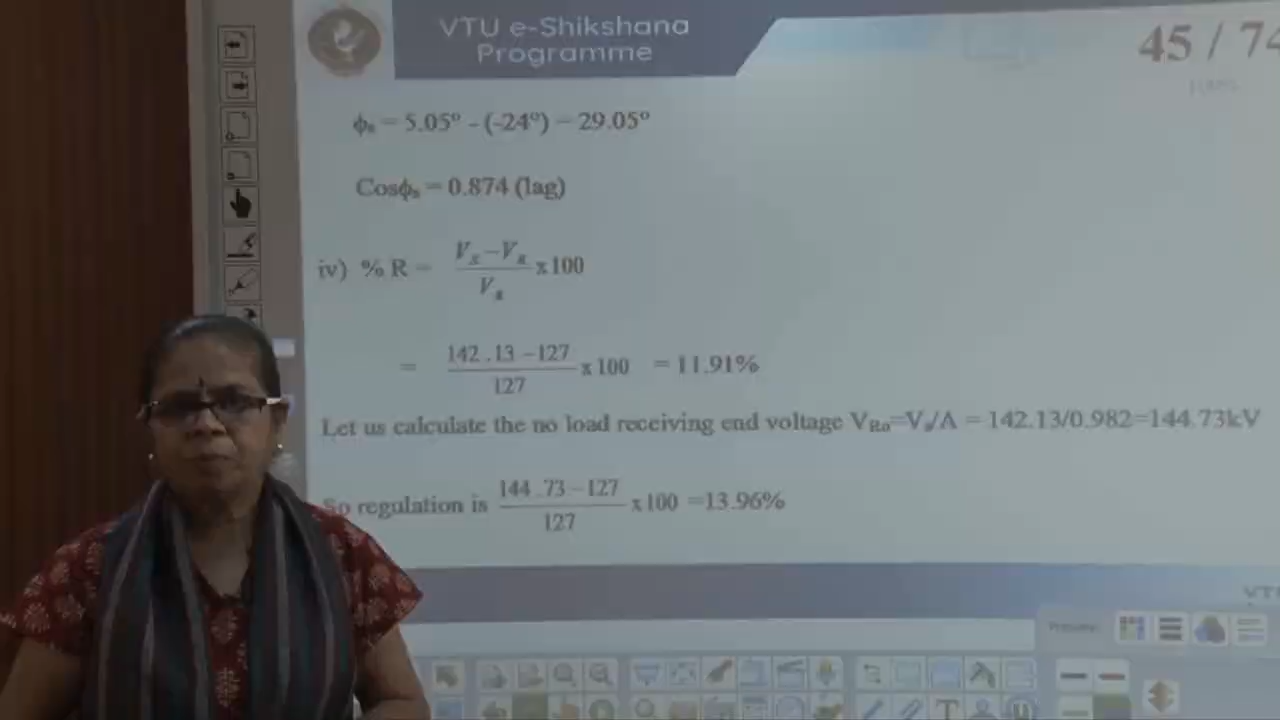 VTU e-Shikshana
Programme
45 / 74
ϕs = 5.05° - (-24°) = 29.05°
Cosϕs = 0.874 (lag)
iv) % R = (VS – VR)/VR x 100
= (142.13 – 127)/127 x 100 = 11.91%
Let us calculate the no load receiving end voltage VRo=Vs/A = 142.13/0.982=144.73kV
So regulation is (144.73 – 127)/127 x 100 =13.96%